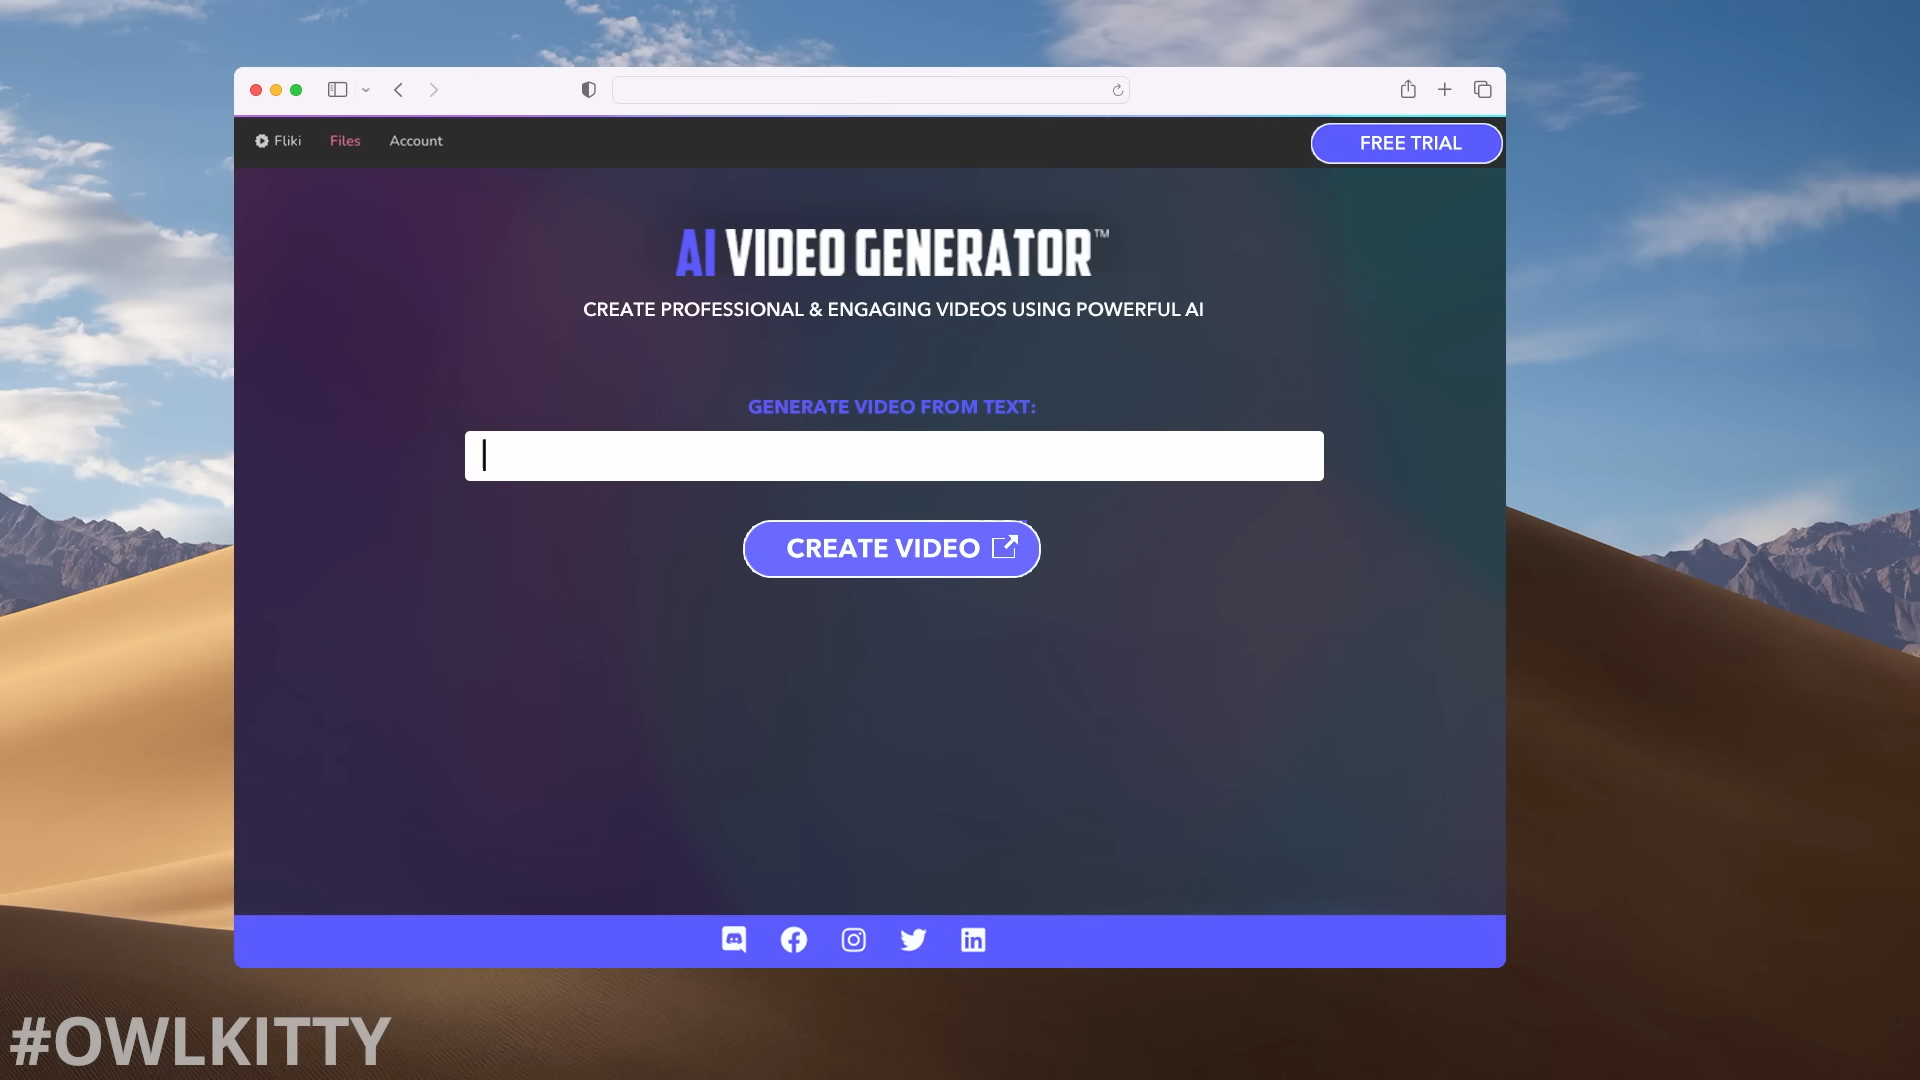 Fliki Files Account
FREE TRIAL
AI VIDEO GENERATOR™
CREATE PROFESSIONAL & ENGAGING VIDEOS USING POWERFUL AI
GENERATE VIDEO FROM TEXT:
CREATE VIDEO
#OWLKITTY